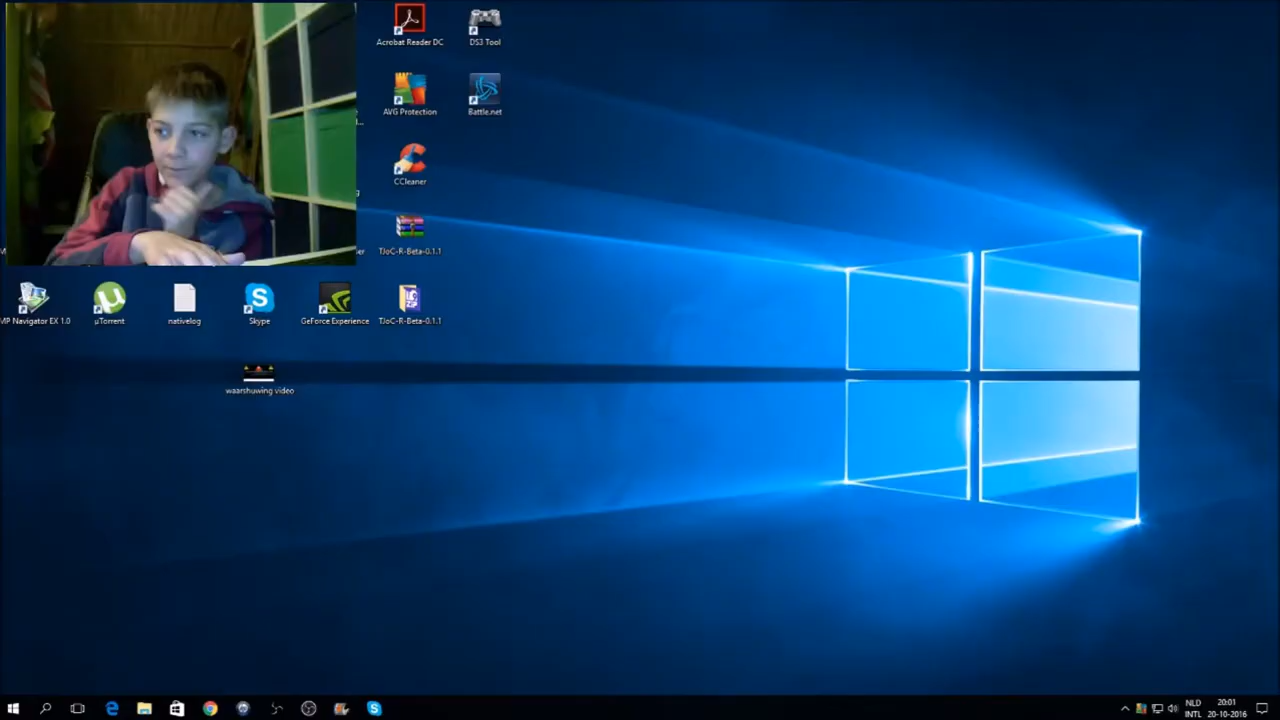 Acrobat Reader DC
DS3 Tool
AVG Protection
Battle.net
CCleaner
TJoC-R-Beta-0.1.1
MP Navigator EX 1.0
µTorrent
nativelog
Skype
GeForce Experience
TJoC-R-Beta-0.1.1
waarshuwing video
NLD
INTL
20:01
20-10-2016